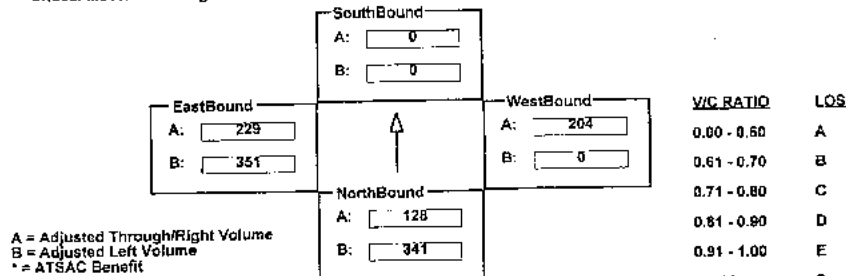 SouthBound
A: 0
B: 0
EastBound
A: 229
B: 351
WestBound
A: 204
B: 0
NorthBound
A: 128
B: 341
A = Adjusted Through/Right Volume
B = Adjusted Left Volume
* = ATSAC Benefit
V/C RATIO LOS
0.00 - 0.60 A
0.61 - 0.70 B
0.71 - 0.80 C
0.81 - 0.90 D
0.91 - 1.00 E